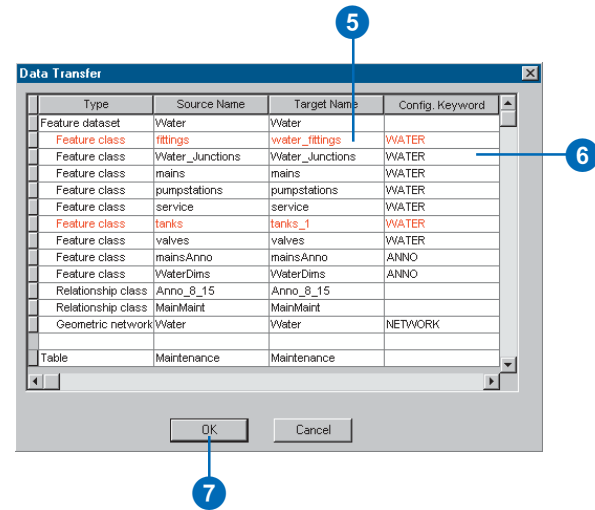 5
Data Transfer
Type Source Name Target Name Config. Keyword
Feature dataset Water Water
Feature class fittings water_fittings WATER
6
Feature class Water_Junctions Water_Junctions WATER
Feature class mains mains WATER
Feature class pumpstations pumpstations WATER
Feature class service service WATER
Feature class tanks tanks_1 WATER
Feature class valves valves WATER
Feature class mainsAnno mainsAnno ANNO
Feature class WaterDims WaterDims ANNO
Relationship class Anno_8_15 Anno_8_15
Relationship class MainMaint MainMaint
Geometric network Water Water NETWORK
Table Maintenance Maintenance
OK Cancel
7